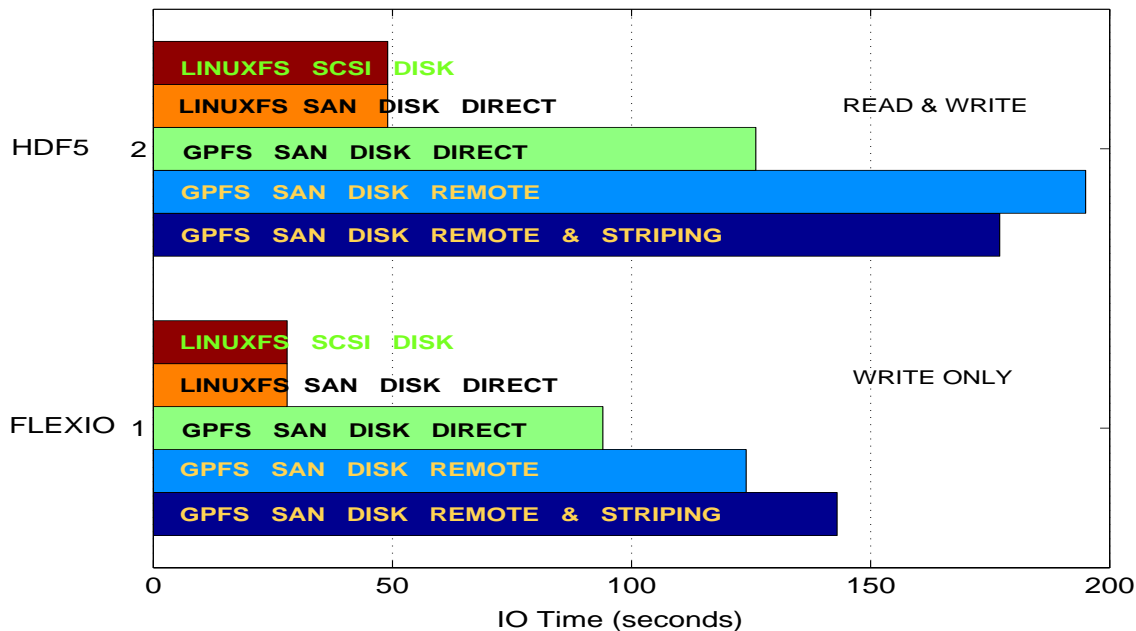 LINUXFS SCSI DISK
LINUXFS SAN DISK DIRECT
READ & WRITE
HDF5 2
GPFS SAN DISK DIRECT
GPFS SAN DISK REMOTE
GPFS SAN DISK REMOTE & STRIPING
LINUXFS SCSI DISK
LINUXFS SAN DISK DIRECT
WRITE ONLY
FLEXIO 1
GPFS SAN DISK DIRECT
GPFS SAN DISK REMOTE
GPFS SAN DISK REMOTE & STRIPING
0 50 100 150 200
IO Time (seconds)